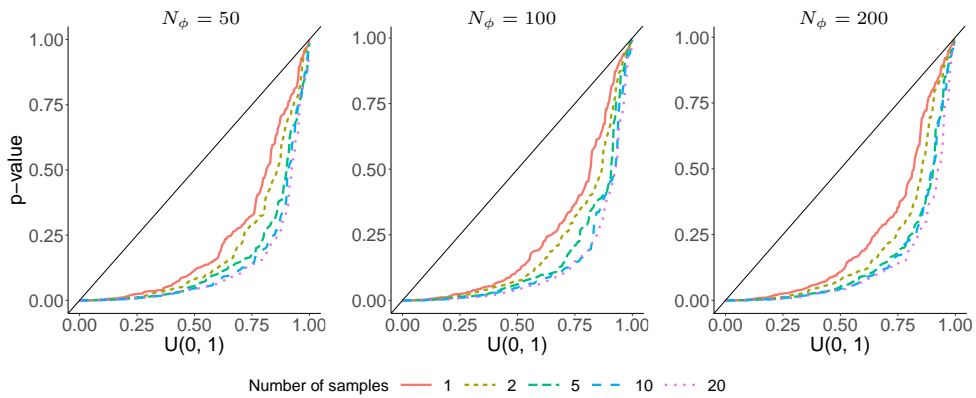 N_ϕ = 50 N_ϕ = 100 N_ϕ = 200
p−value
1.00 1.00 1.00
0.75 0.75 0.75
0.50 0.50 0.50
0.25 0.25 0.25
0.00 0.00 0.00
0.00 0.25 0.50 0.75 1.00 0.00 0.25 0.50 0.75 1.00 0.00 0.25 0.50 0.75 1.00
U(0, 1) U(0, 1) U(0, 1)
Number of samples 1 2 5 10 20